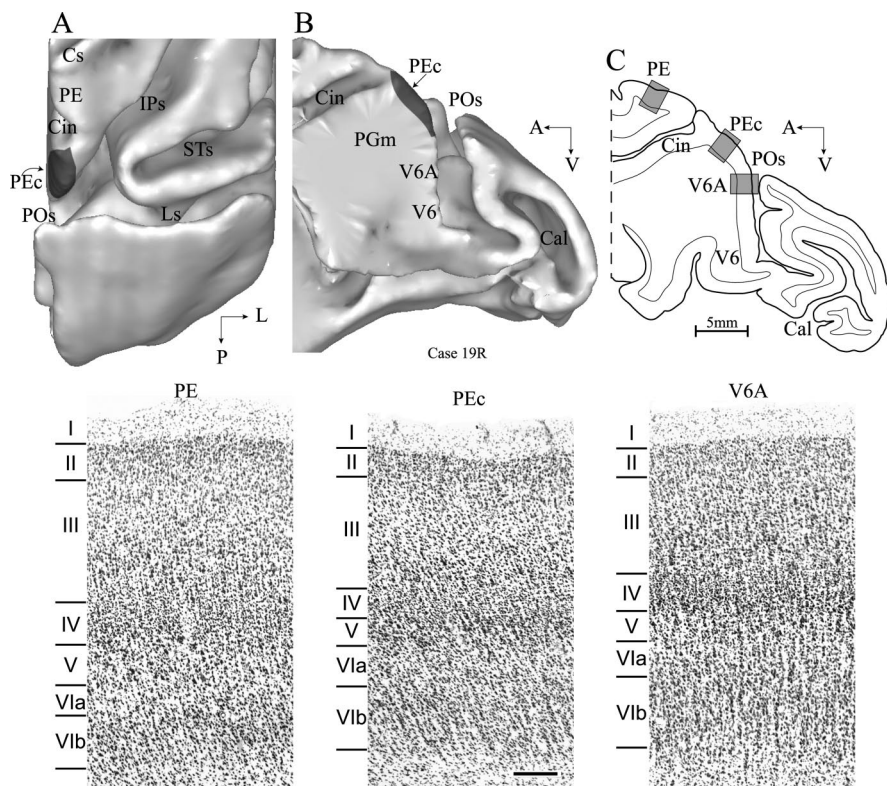 A
Cs
PE
IPs
Cin
STs
PEc
POs
Ls
L
P
B
PEc
POs
Cin
A
V
PGm
V6A
V6
Cal
Case 19R
C
PE
PEc
A
Cin
POs
V
V6A
V6
5mm
Cal
PE
I
II
III
IV
V
VIa
VIb
PEc
I
II
III
IV
V
VIa
VIb
V6A
I
II
III
IV
V
VIa
VIb